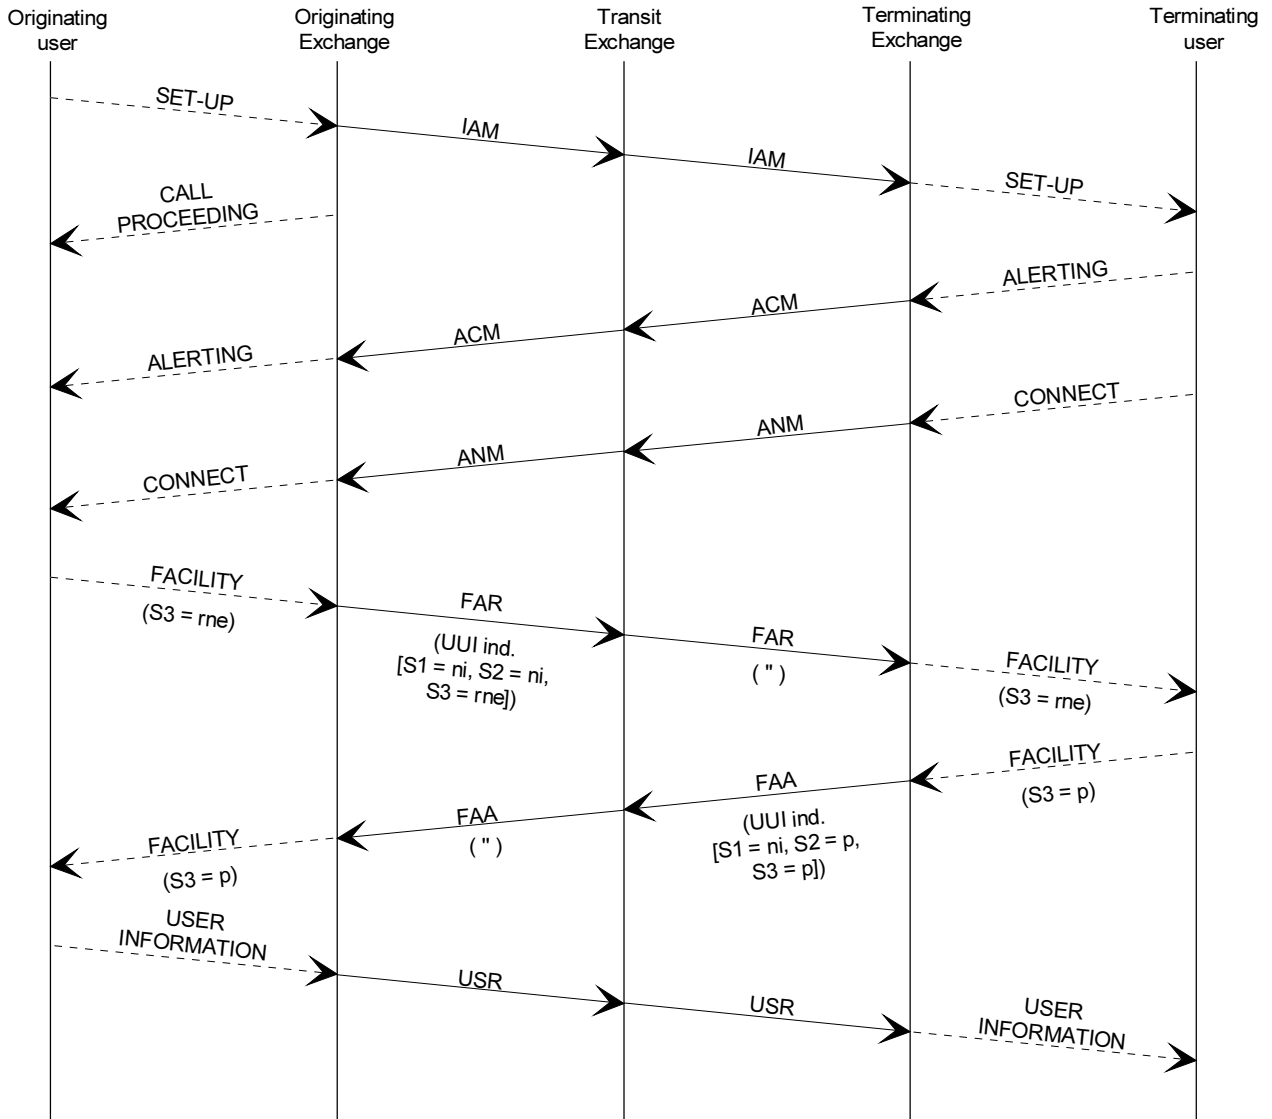 Originating
user
Originating
Exchange
Transit
Exchange
Terminating
Exchange
Terminating
user
SET-UP
IAM
IAM
SET-UP
CALL
PROCEEDING
ALERTING
ACM
ACM
ALERTING
CONNECT
ANM
ANM
CONNECT
FACILITY
(S3 = rne)
FAR
(UUI ind.
[S1 = ni, S2 = ni,
S3 = rne])
FAR
( " )
FACILITY
(S3 = rne)
FACILITY
(S3 = p)
FAA
(UUI ind.
[S1 = ni, S2 = p,
S3 = p])
FAA
( " )
FACILITY
(S3 = p)
USER
INFORMATION
USR
USR
USER
INFORMATION